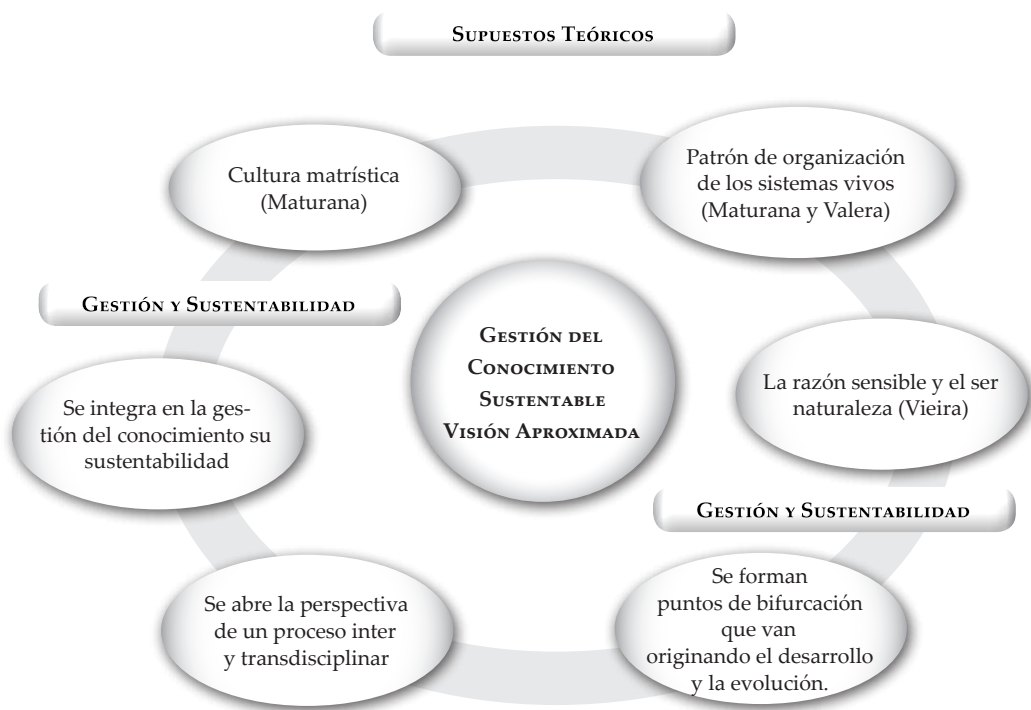 Supuestos Teóricos
Cultura matrística
(Maturana)
Patrón de organización
de los sistemas vivos
(Maturana y Valera)
Gestión y Sustentabilidad
Gestión del
Conocimiento
Sustentable
Visión Aproximada
La razón sensible y el ser
naturaleza (Vieira)
Se integra en la ges-
tión del conocimiento su
sustentabilidad
Gestión y Sustentabilidad
Se abre la perspectiva
de un proceso inter
y transdisciplinar
Se forman
puntos de bifurcación
que van
originando el desarrollo
y la evolución.